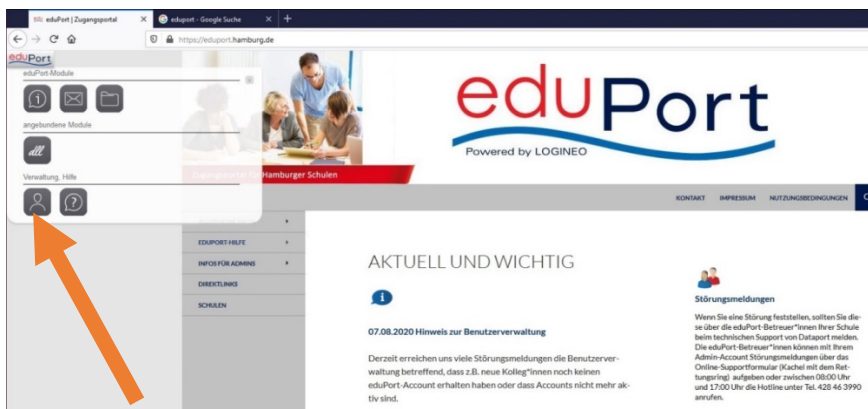 eduPort | Zugangsportal
eduport - Google Suche
https://eduport.hamburg.de
eduPort
eduPort-Module
angebundene Module
dll
Verwaltung, Hilfe
eduPort
Powered by LOGINEO
Hamburger Schulen
KONTAKT IMPRESSUM NUTZUNGSBEDINGUNGEN
EDUPORT-HILFE
INFOS FÜR ADMINS
DIREKTLINKS
SCHULEN
AKTUELL UND WICHTIG
07.08.2020 Hinweis zur Benutzerverwaltung
Derzeit erreichen uns viele Störungsmeldungen die Benutzerver-
waltung betreffend, dass z.B. neue Kolleg*innen noch keinen
eduPort-Account erhalten haben oder dass Accounts nicht mehr ak-
tiv sind.
Störungsmeldungen
Wenn Sie eine Störung feststellen, sollten Sie die-
se über die eduPort-Betreuer*innen Ihrer Schule
beim technischen Support von Dataport melden.
Die eduPort-Betreuer*innen können mit Ihrem
Admin-Account Störungsmeldungen über das
Online-Supportformular (Kachel mit dem Ret-
tungsring) aufgeben oder zwischen 08:00 Uhr
und 17:00 Uhr die Hotline unter Tel. 428 46 3990
anrufen.